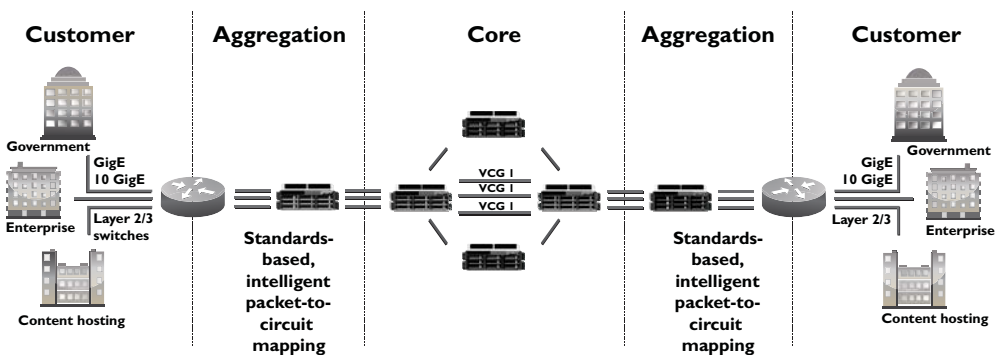 Customer
Aggregation
Core
Aggregation
Customer
Government
GigE
10 GigE
Enterprise
Layer 2/3
switches
Content hosting
Standards-
based,
intelligent
packet-to-
circuit
mapping
VCG 1
VCG 1
VCG 1
Standards-
based,
intelligent
packet-to-
circuit
mapping
Government
GigE
10 GigE
Layer 2/3
Enterprise
Content hosting